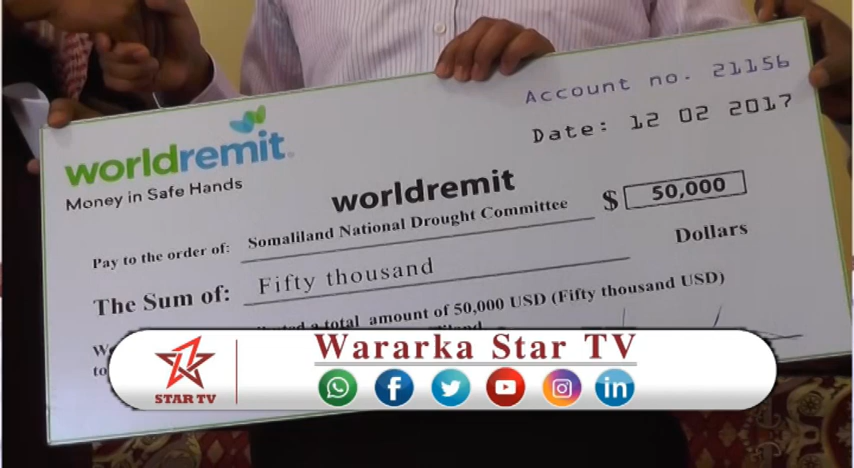 Account no. 21156
Date: 12 02 2017
worldremit
Money in Safe Hands
worldremit
Pay to the order of: Somaliland National Drought Committee $ 50,000
The Sum of: Fifty thousand Dollars
a total amount of 50,000 USD (Fifty thousand USD)
to
Wararka Star TV
STAR TV